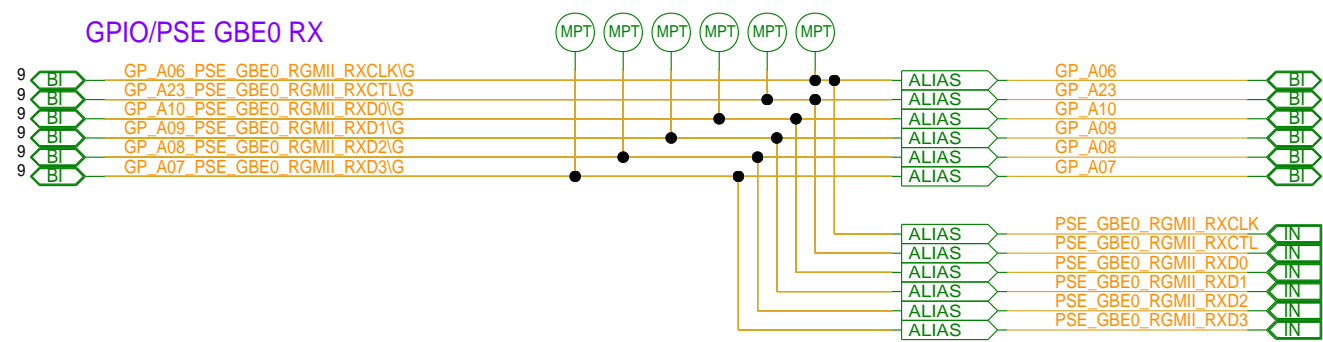 GPIO/PSE GBE0 RX
MPT MPT MPT MPT MPT MPT
9 BI GP_A06_PSE_GBE0_RGMII_RXCLK\G ALIAS GP_A06 BI
9 BI GP_A23_PSE_GBE0_RGMII_RXCTL\G ALIAS GP_A23 BI
9 BI GP_A10_PSE_GBE0_RGMII_RXD0\G ALIAS GP_A10 BI
9 BI GP_A09_PSE_GBE0_RGMII_RXD1\G ALIAS GP_A09 BI
9 BI GP_A08_PSE_GBE0_RGMII_RXD2\G ALIAS GP_A08 BI
9 BI GP_A07_PSE_GBE0_RGMII_RXD3\G ALIAS GP_A07 BI
ALIAS PSE_GBE0_RGMII_RXCLK IN
ALIAS PSE_GBE0_RGMII_RXCTL IN
ALIAS PSE_GBE0_RGMII_RXD0 IN
ALIAS PSE_GBE0_RGMII_RXD1 IN
ALIAS PSE_GBE0_RGMII_RXD2 IN
ALIAS PSE_GBE0_RGMII_RXD3 IN